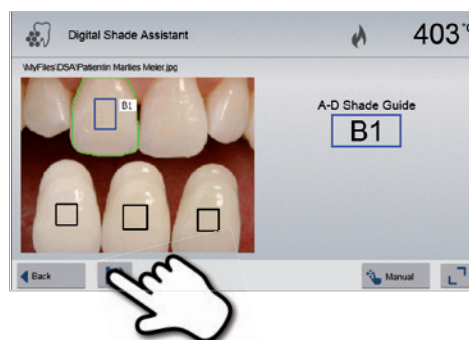 Digital Shade Assistant
403 °C
\MyFiles\DSA\Patientin Marlies Meier.jpg
B1
A-D Shade Guide
B1
Back
Manual